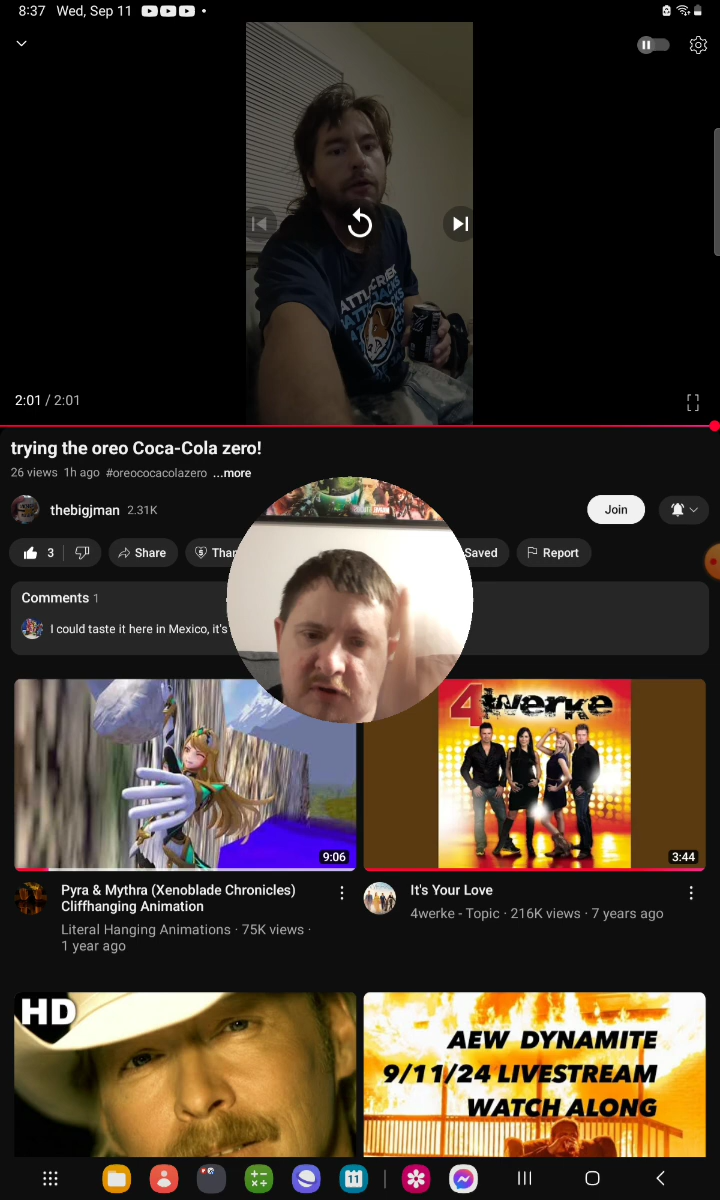 8:37 Wed, Sep 11
ATTLE CREEK
2:01 / 2:01
trying the oreo Coca-Cola zero!
26 views 1h ago #oreococacolazero ...more
thebigjman 2.31K
Join
3
Share
Than
Saved
Report
Comments 1
I could taste it here in Mexico, it's
4werke
9:06
3:44
Pyra & Mythra (Xenoblade Chronicles)
Cliffhanging Animation
Literal Hanging Animations · 75K views ·
1 year ago
It's Your Love
4werke - Topic · 216K views · 7 years ago
HD
AEW DYNAMITE
9/11/24 LIVESTREAM
WATCH ALONG
11